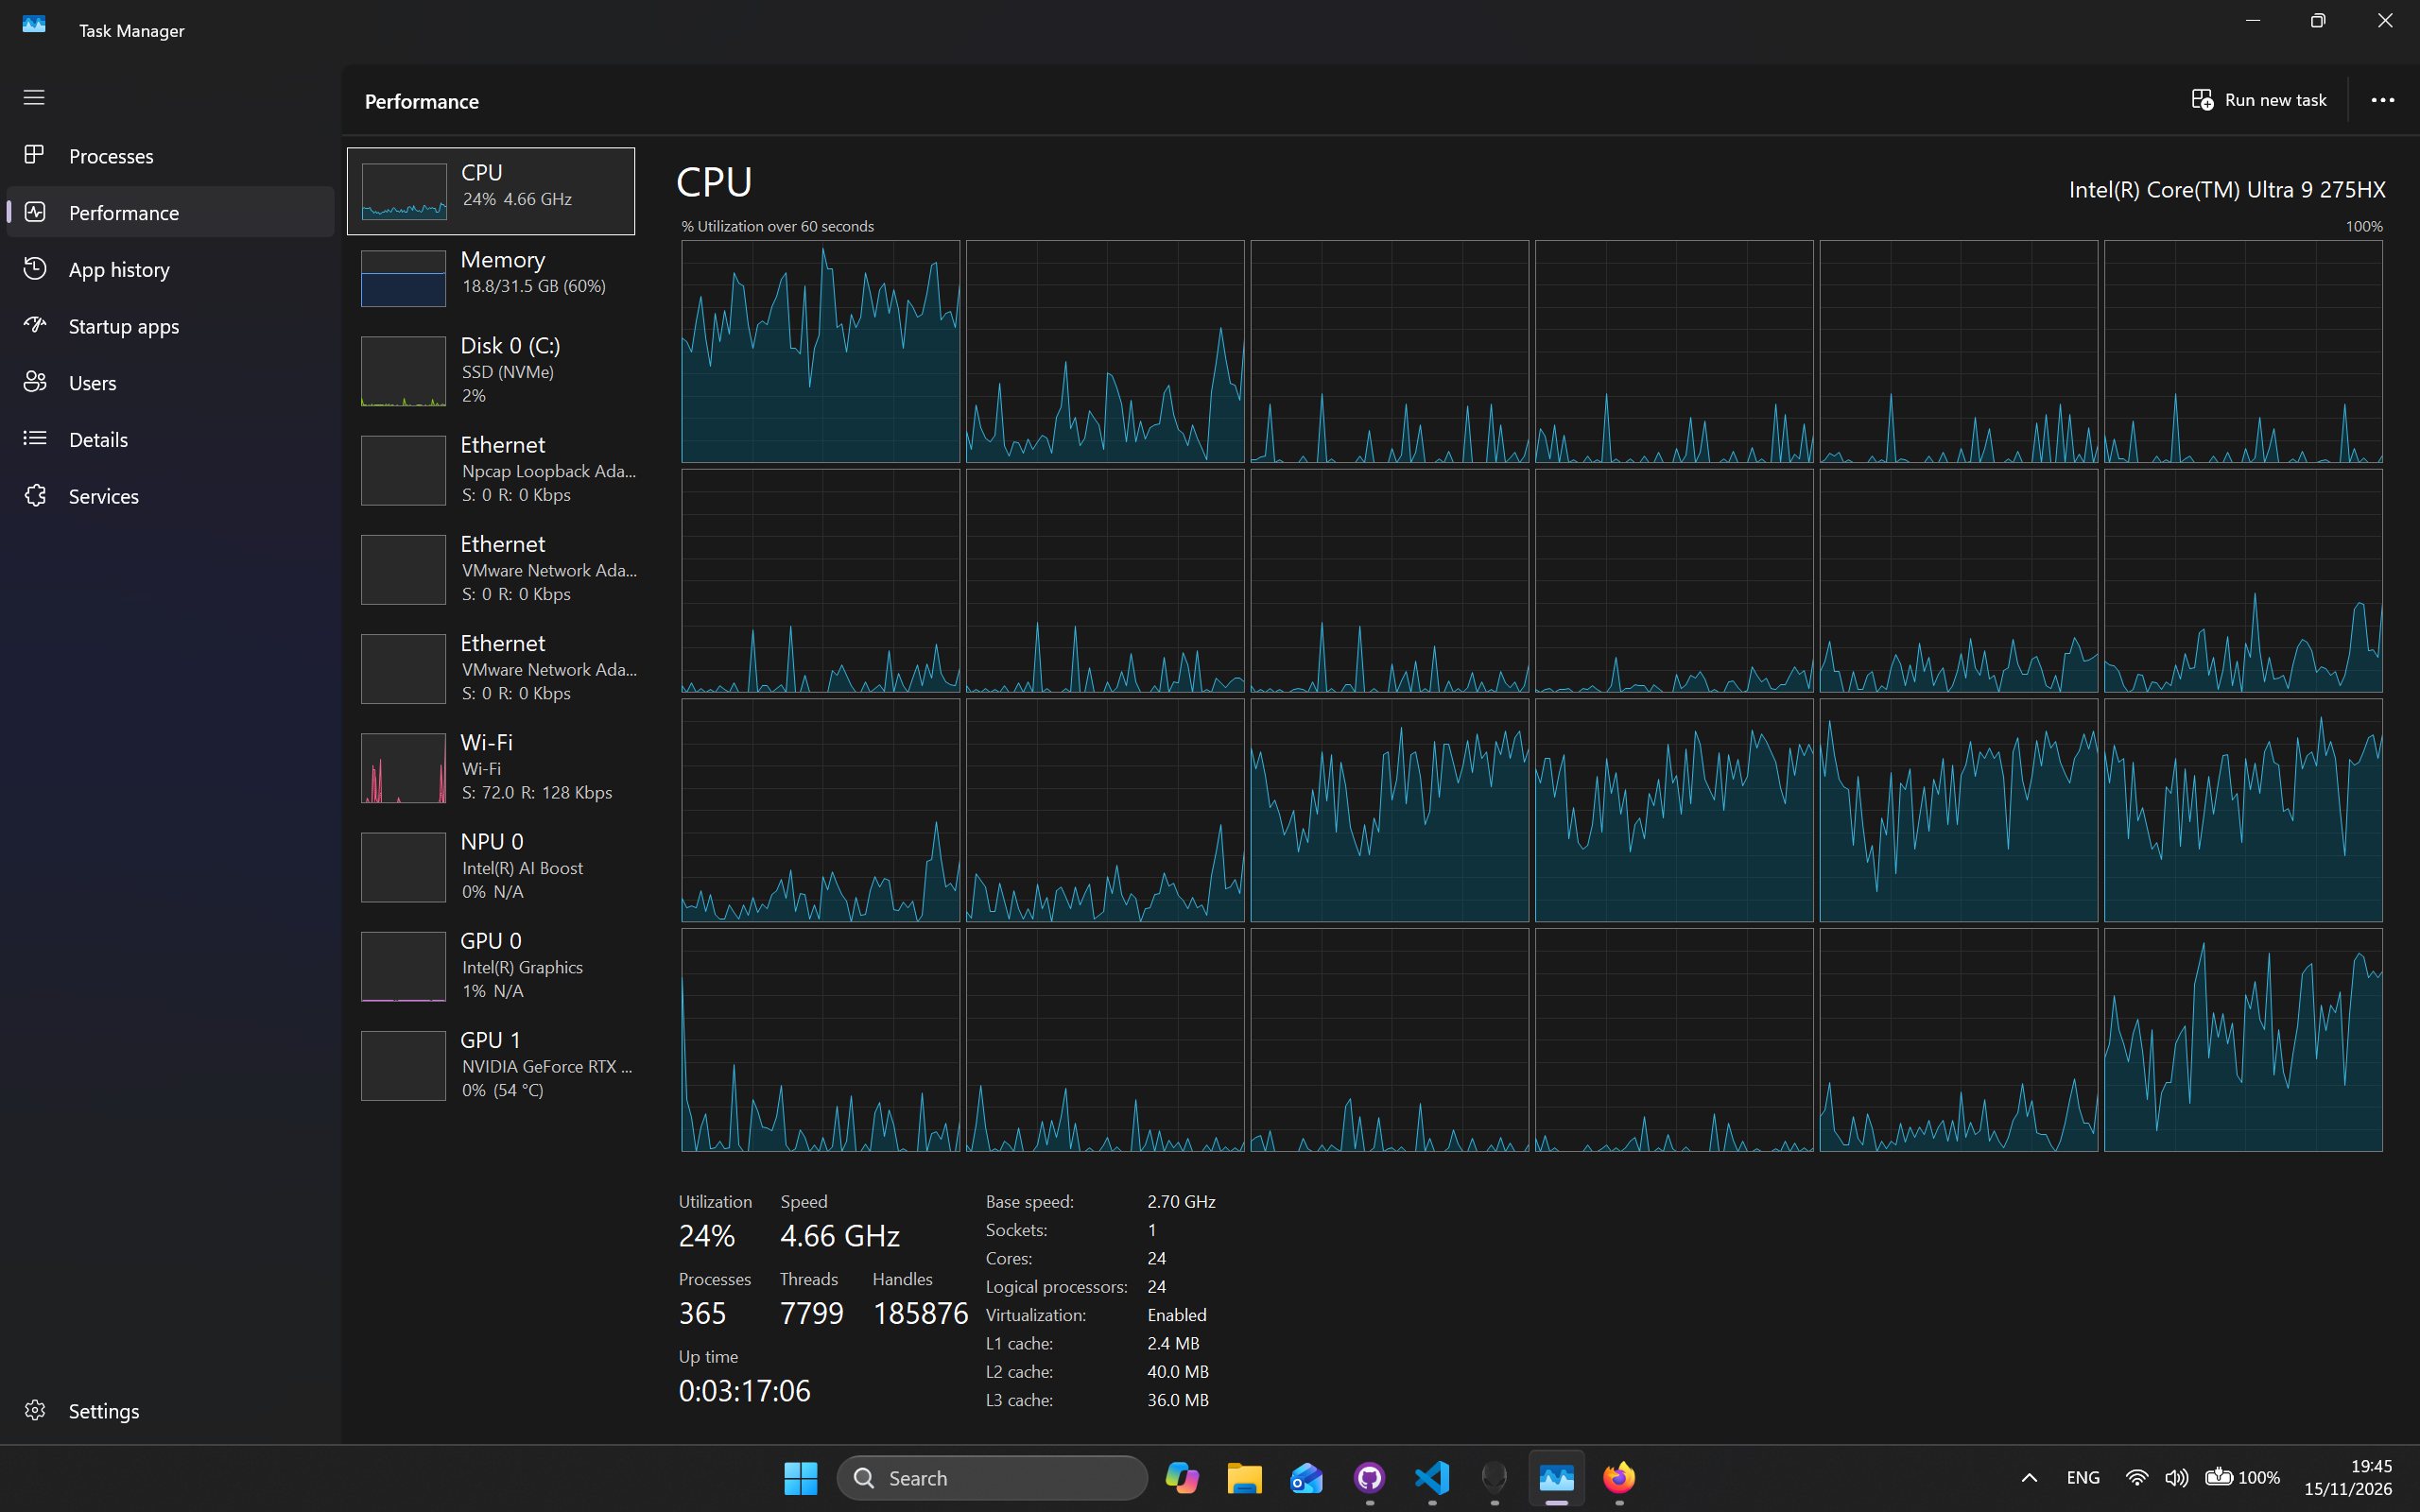 Task Manager
Performance
Run new task
Processes
Performance
App history
Startup apps
Users
Details
Services
Settings
CPU
24% 4.66 GHz
Memory
18.8/31.5 GB (60%)
Disk 0 (C:)
SSD (NVMe)
2%
Ethernet
Npcap Loopback Ada...
S: 0 R: 0 Kbps
Ethernet
VMware Network Ada...
S: 0 R: 0 Kbps
Ethernet
VMware Network Ada...
S: 0 R: 0 Kbps
Wi-Fi
Wi-Fi
S: 72.0 R: 128 Kbps
NPU 0
Intel(R) AI Boost
0% N/A
GPU 0
Intel(R) Graphics
1% N/A
GPU 1
NVIDIA GeForce RTX ...
0% (54 °C)
CPU
Intel(R) Core(TM) Ultra 9 275HX
% Utilization over 60 seconds
100%
Utilization Speed
24% 4.66 GHz
Processes Threads Handles
365 7799 185876
Up time
0:03:17:06
Base speed: 2.70 GHz
Sockets: 1
Cores: 24
Logical processors: 24
Virtualization: Enabled
L1 cache: 2.4 MB
L2 cache: 40.0 MB
L3 cache: 36.0 MB
Search
ENG
100%
19:45
15/11/2026